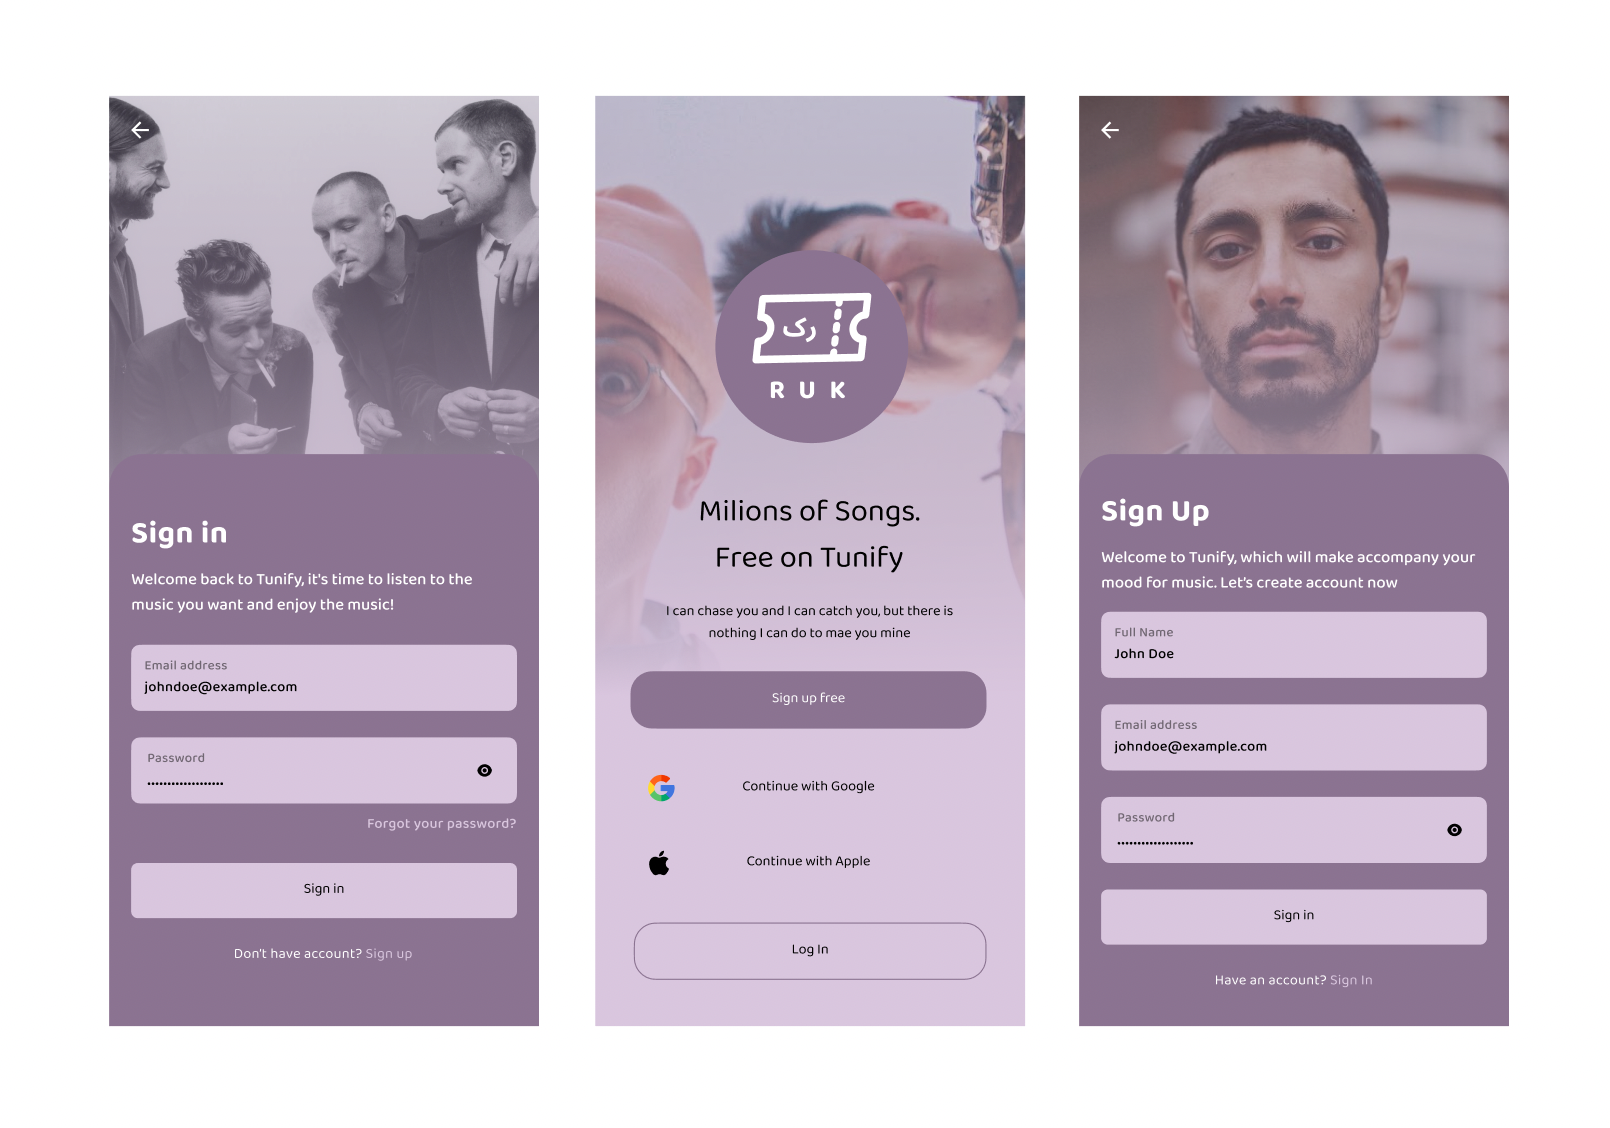 Sign in
Welcome back to Tunify, it's time to listen to the
music you want and enjoy the music!
Email address
johndoe@example.com
Password
Forgot your password?
Sign in
Don't have account? Sign up
رک
RUK
Milions of Songs.
Free on Tunify
I can chase you and I can catch you, but there is
nothing I can do to mae you mine
Sign up free
Continue with Google
Continue with Apple
Log In
Sign Up
Welcome to Tunify, which will make accompany your
mood for music. Let's create account now
Full Name
John Doe
Email address
johndoe@example.com
Password
Sign in
Have an account? Sign In